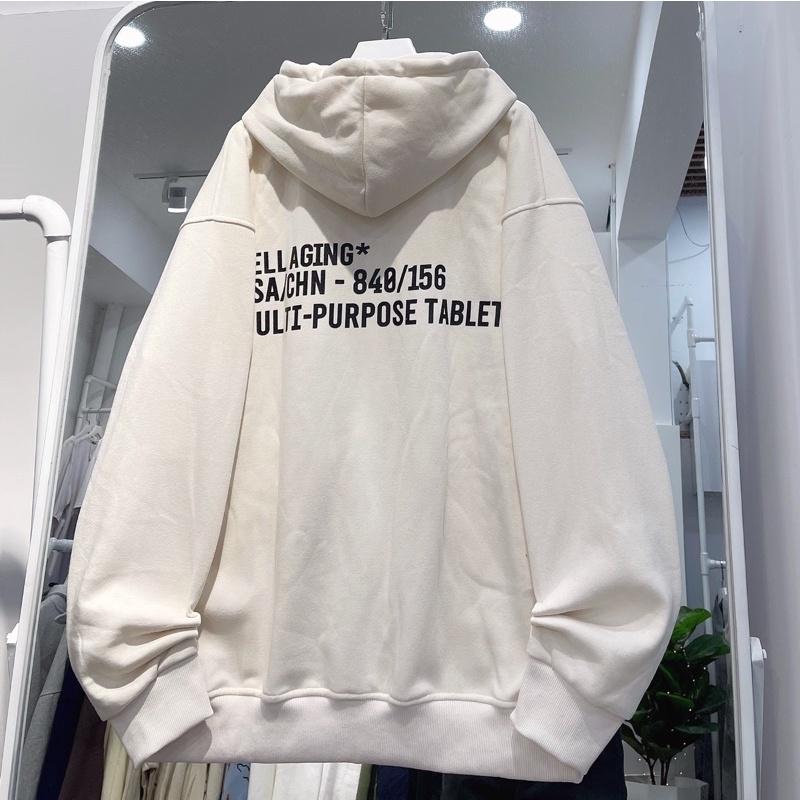 ELLAGING*
SA/CHN - 840/156
ULTI-PURPOSE TABLET